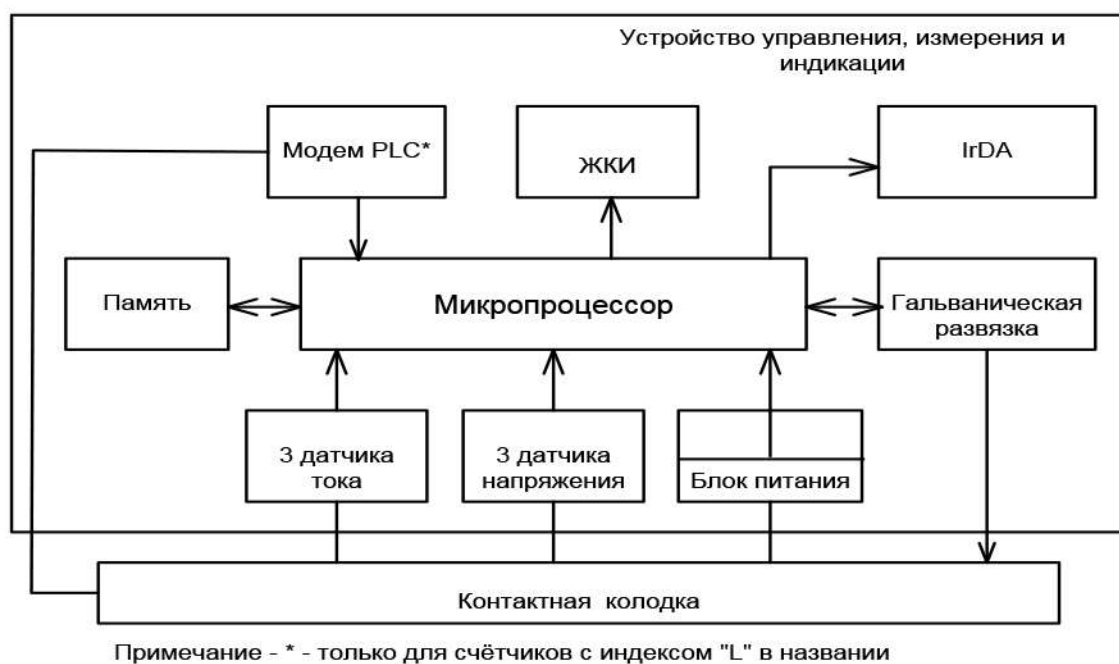 Устройство управления, измерения и
индикации
Модем PLC*
ЖКИ
IrDA
Память
Микропроцессор
Гальваническая
развязка
3 датчика
тока
3 датчика
напряжения
Блок питания
Контактная колодка
Примечание - * - только для счётчиков с индексом "L" в названии